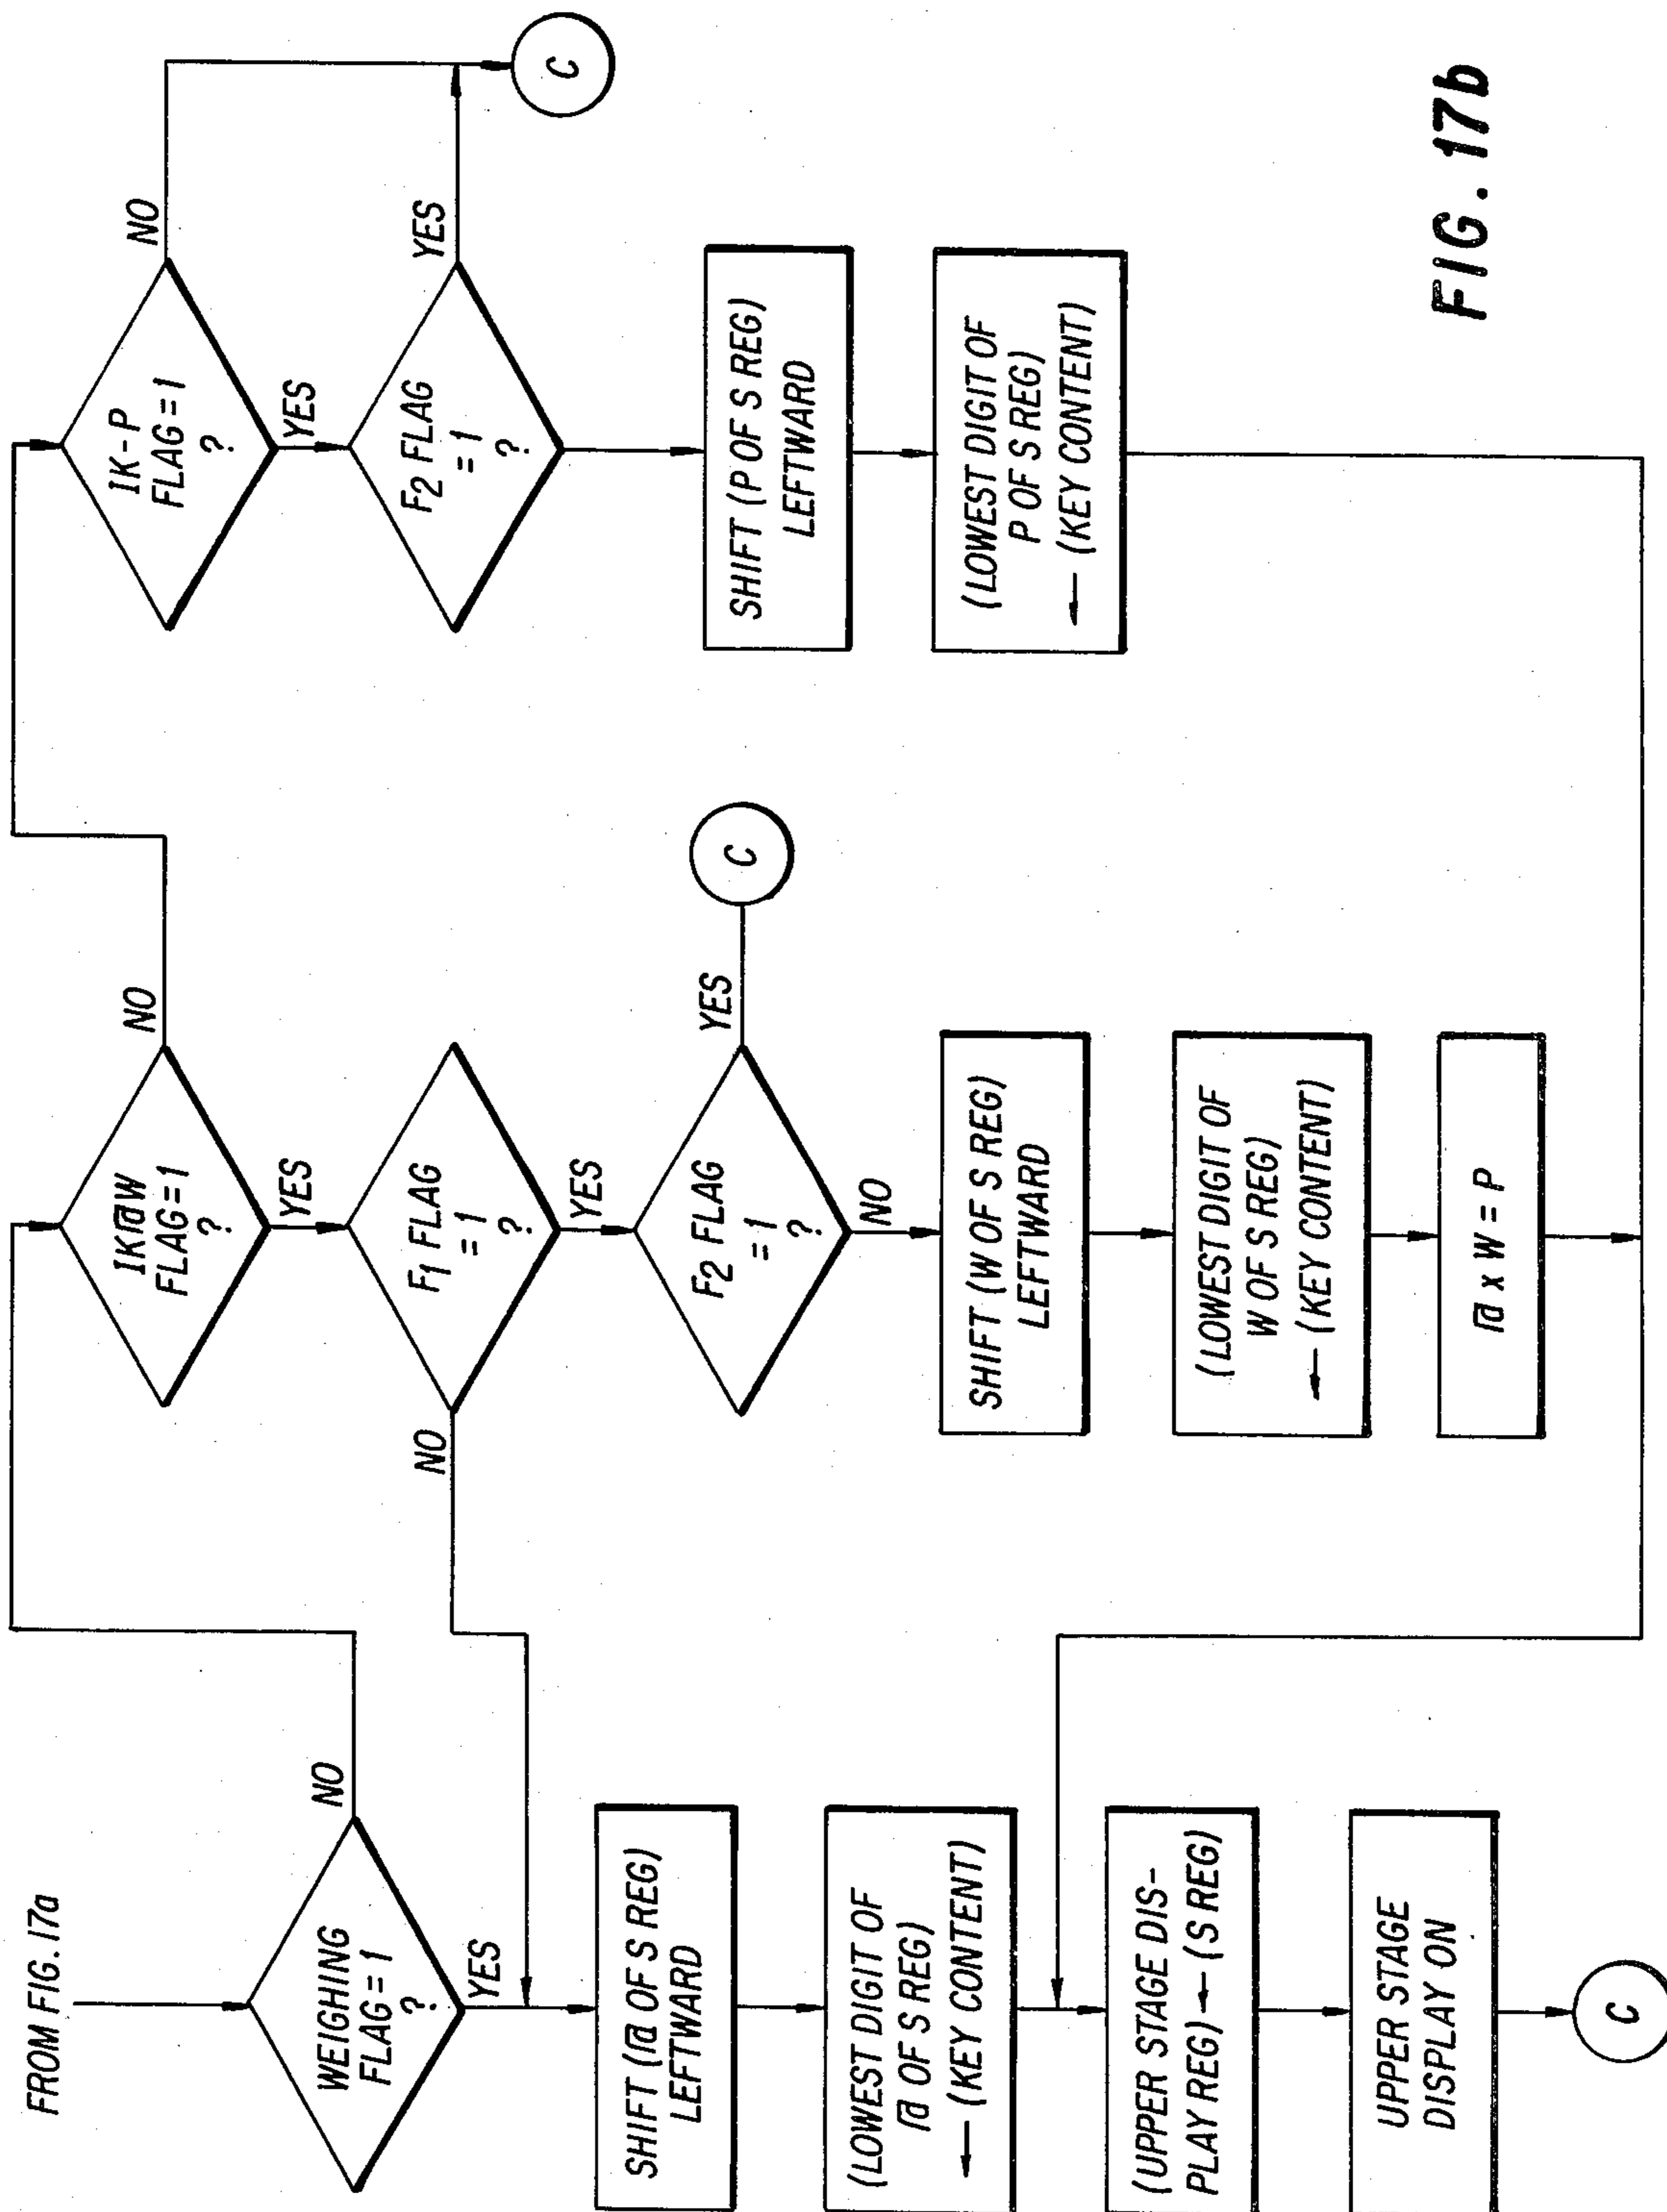 FROM FIG.17a
WEIGHING
FLAG = 1
?
NO
YES
SHIFT (⌈a OF S REG)
LEFTWARD
(LOWEST DIGIT OF
⌈a OF S REG)
← (KEY CONTENT)
(UPPER STAGE DIS-
PLAY REG) ← (S REG)
UPPER STAGE
DISPLAY ON
C
IK⌈aW
FLAG = 1
?
NO
YES
F1 FLAG
= 1
?
NO
YES
F2 FLAG
= 1
?
YES
C
NO
SHIFT (W OF S REG)
LEFTWARD
(LOWEST DIGIT OF
W OF S REG)
← (KEY CONTENT)
⌈a x W = P
IK-P
FLAG = 1
?
NO
YES
F2 FLAG
= 1
?
YES
C
SHIFT (P OF S REG)
LEFTWARD
(LOWEST DIGIT OF
P OF S REG)
← (KEY CONTENT)
FIG. 17b